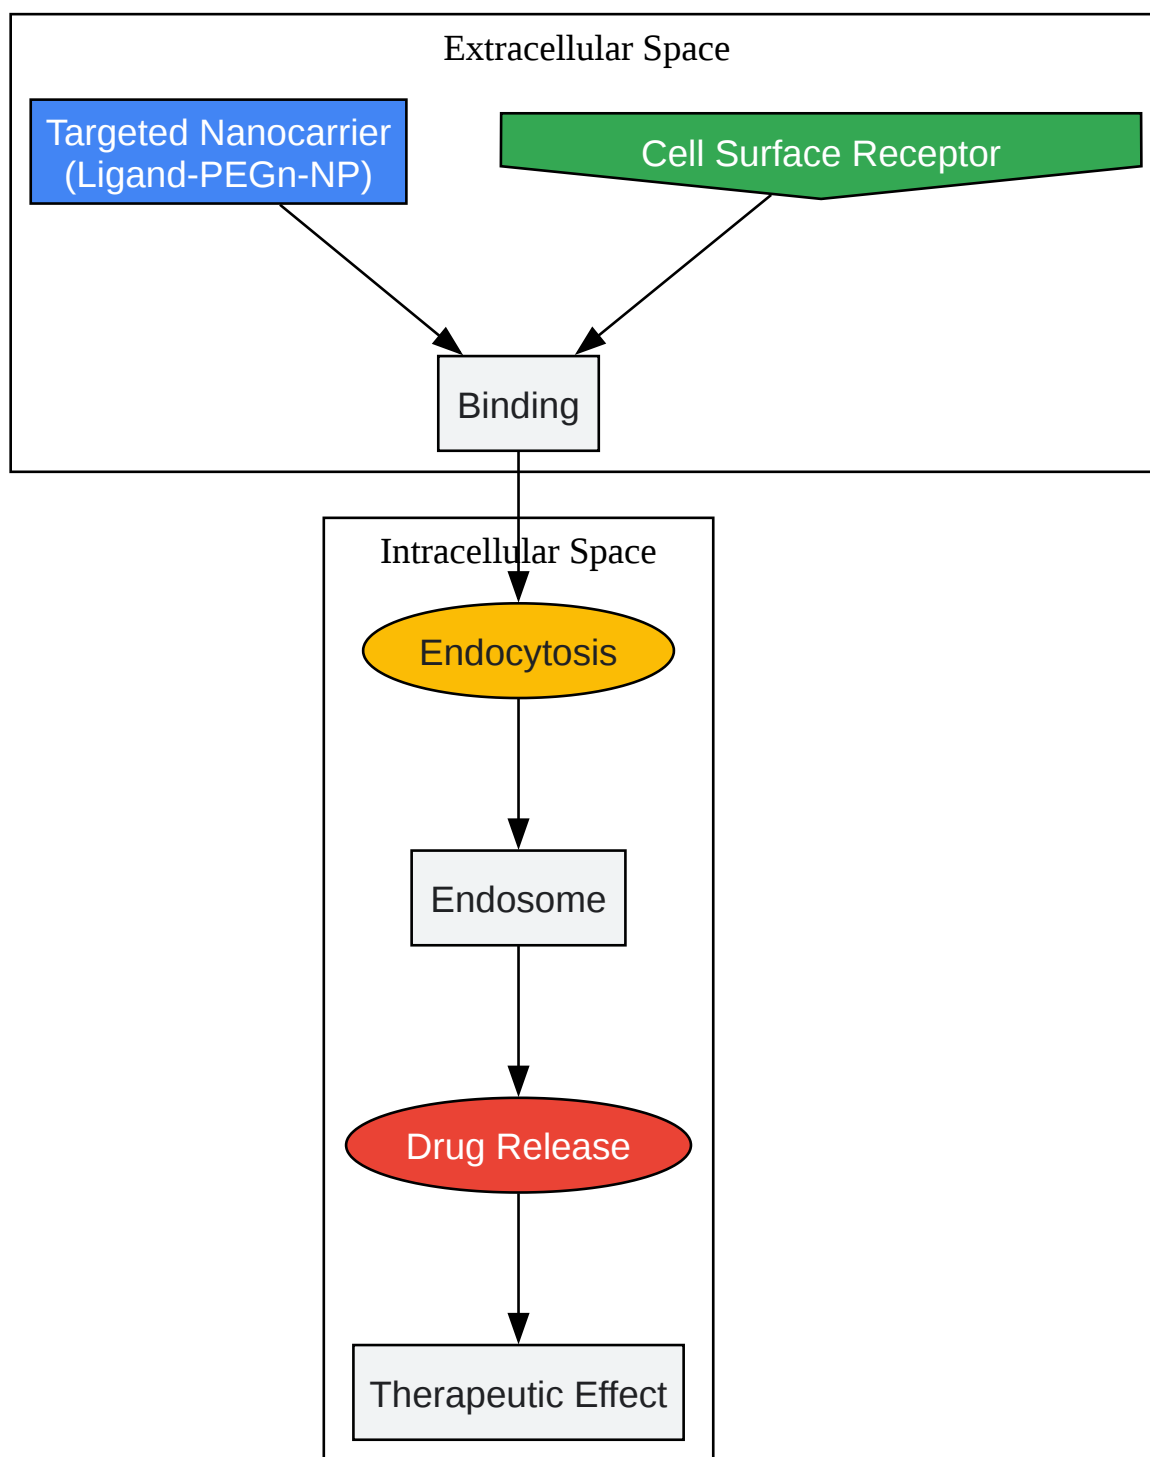 Extracellular Space
Targeted Nanocarrier
(Ligand-PEGn-NP)
Cell Surface Receptor
Binding
Intracellular Space
Endocytosis
Endosome
Drug Release
Therapeutic Effect